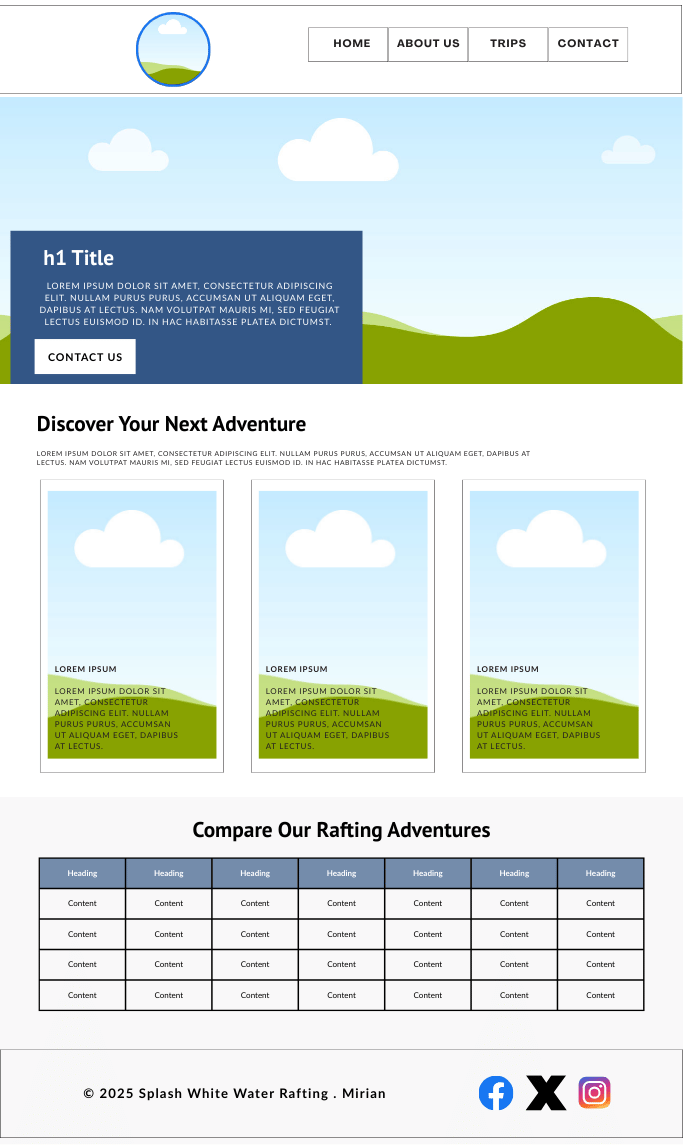 HOME ABOUT US TRIPS CONTACT
h1 Title
LOREM IPSUM DOLOR SIT AMET, CONSECTETUR ADIPISCING
ELIT. NULLAM PURUS PURUS, ACCUMSAN UT ALIQUAM EGET,
DAPIBUS AT LECTUS. NAM VOLUTPAT MAURIS MI, SED FEUGIAT
LECTUS EUISMOD ID. IN HAC HABITASSE PLATEA DICTUMST.
CONTACT US
Discover Your Next Adventure
LOREM IPSUM DOLOR SIT AMET, CONSECTETUR ADIPISCING ELIT. NULLAM PURUS PURUS, ACCUMSAN UT ALIQUAM EGET, DAPIBUS AT
LECTUS. NAM VOLUTPAT MAURIS MI, SED FEUGIAT LECTUS EUISMOD ID. IN HAC HABITASSE PLATEA DICTUMST.
LOREM IPSUM
LOREM IPSUM DOLOR SIT
AMET, CONSECTETUR
ADIPISCING ELIT. NULLAM
PURUS PURUS, ACCUMSAN
UT ALIQUAM EGET, DAPIBUS
AT LECTUS.
LOREM IPSUM
LOREM IPSUM DOLOR SIT
AMET, CONSECTETUR
ADIPISCING ELIT. NULLAM
PURUS PURUS, ACCUMSAN
UT ALIQUAM EGET, DAPIBUS
AT LECTUS.
LOREM IPSUM
LOREM IPSUM DOLOR SIT
AMET, CONSECTETUR
ADIPISCING ELIT. NULLAM
PURUS PURUS, ACCUMSAN
UT ALIQUAM EGET, DAPIBUS
AT LECTUS.
Compare Our Rafting Adventures
Heading Heading Heading Heading Heading Heading Heading
Content Content Content Content Content Content Content
Content Content Content Content Content Content Content
Content Content Content Content Content Content Content
Content Content Content Content Content Content Content
© 2025 Splash White Water Rafting . Mirian